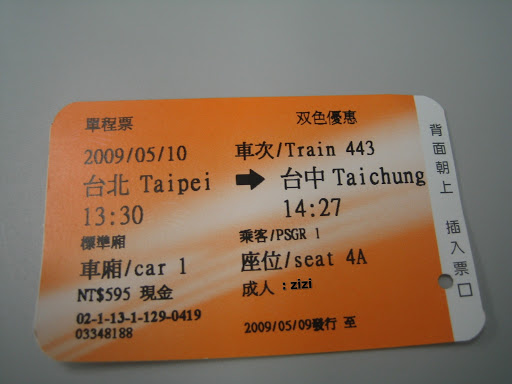 單程票 双色優惠
2009/05/10 車次/Train 443
台北 Taipei → 台中 Taichung
13:30 14:27
標準廂 乘客/PSGR 1
車廂/car 1 座位/seat 4A
NT$595 現金 成人 : zizi
02-1-13-1-129-0419
03348188 2009/05/09發行 至
背面朝上 插入票口